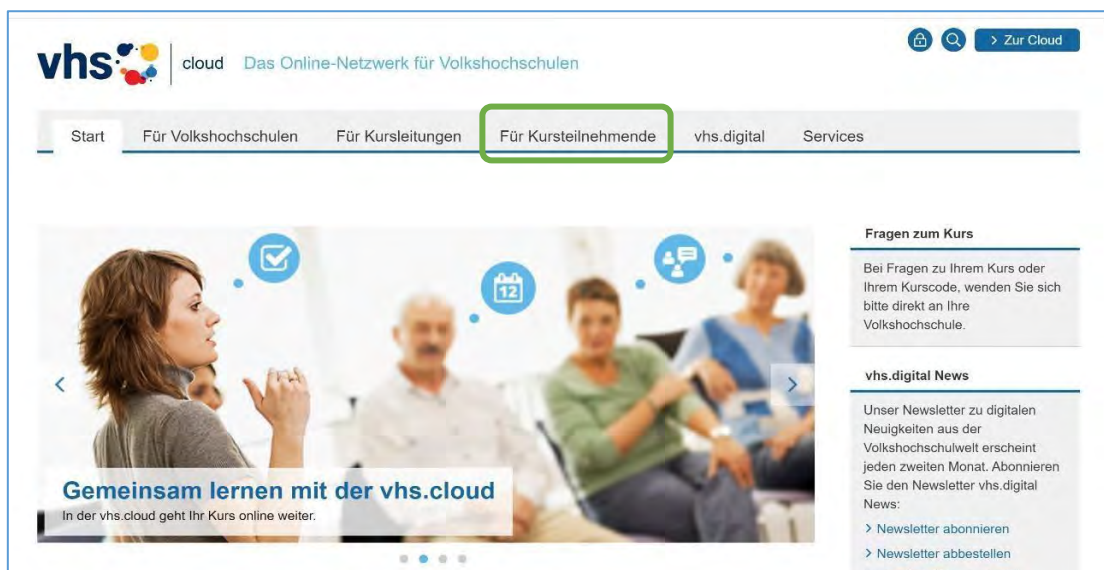 vhs cloud Das Online-Netzwerk für Volkshochschulen
> Zur Cloud
Start Für Volkshochschulen Für Kursleitungen Für Kursteilnehmende vhs.digital Services
12
Gemeinsam lernen mit der vhs.cloud
In der vhs.cloud geht Ihr Kurs online weiter.
Fragen zum Kurs
Bei Fragen zu Ihrem Kurs oder
Ihrem Kurscode, wenden Sie sich
bitte direkt an Ihre
Volkshochschule.
vhs.digital News
Unser Newsletter zu digitalen
Neuigkeiten aus der
Volkshochschulwelt erscheint
jeden zweiten Monat. Abonnieren
Sie den Newsletter vhs.digital
News:
> Newsletter abonnieren
> Newsletter abbestellen